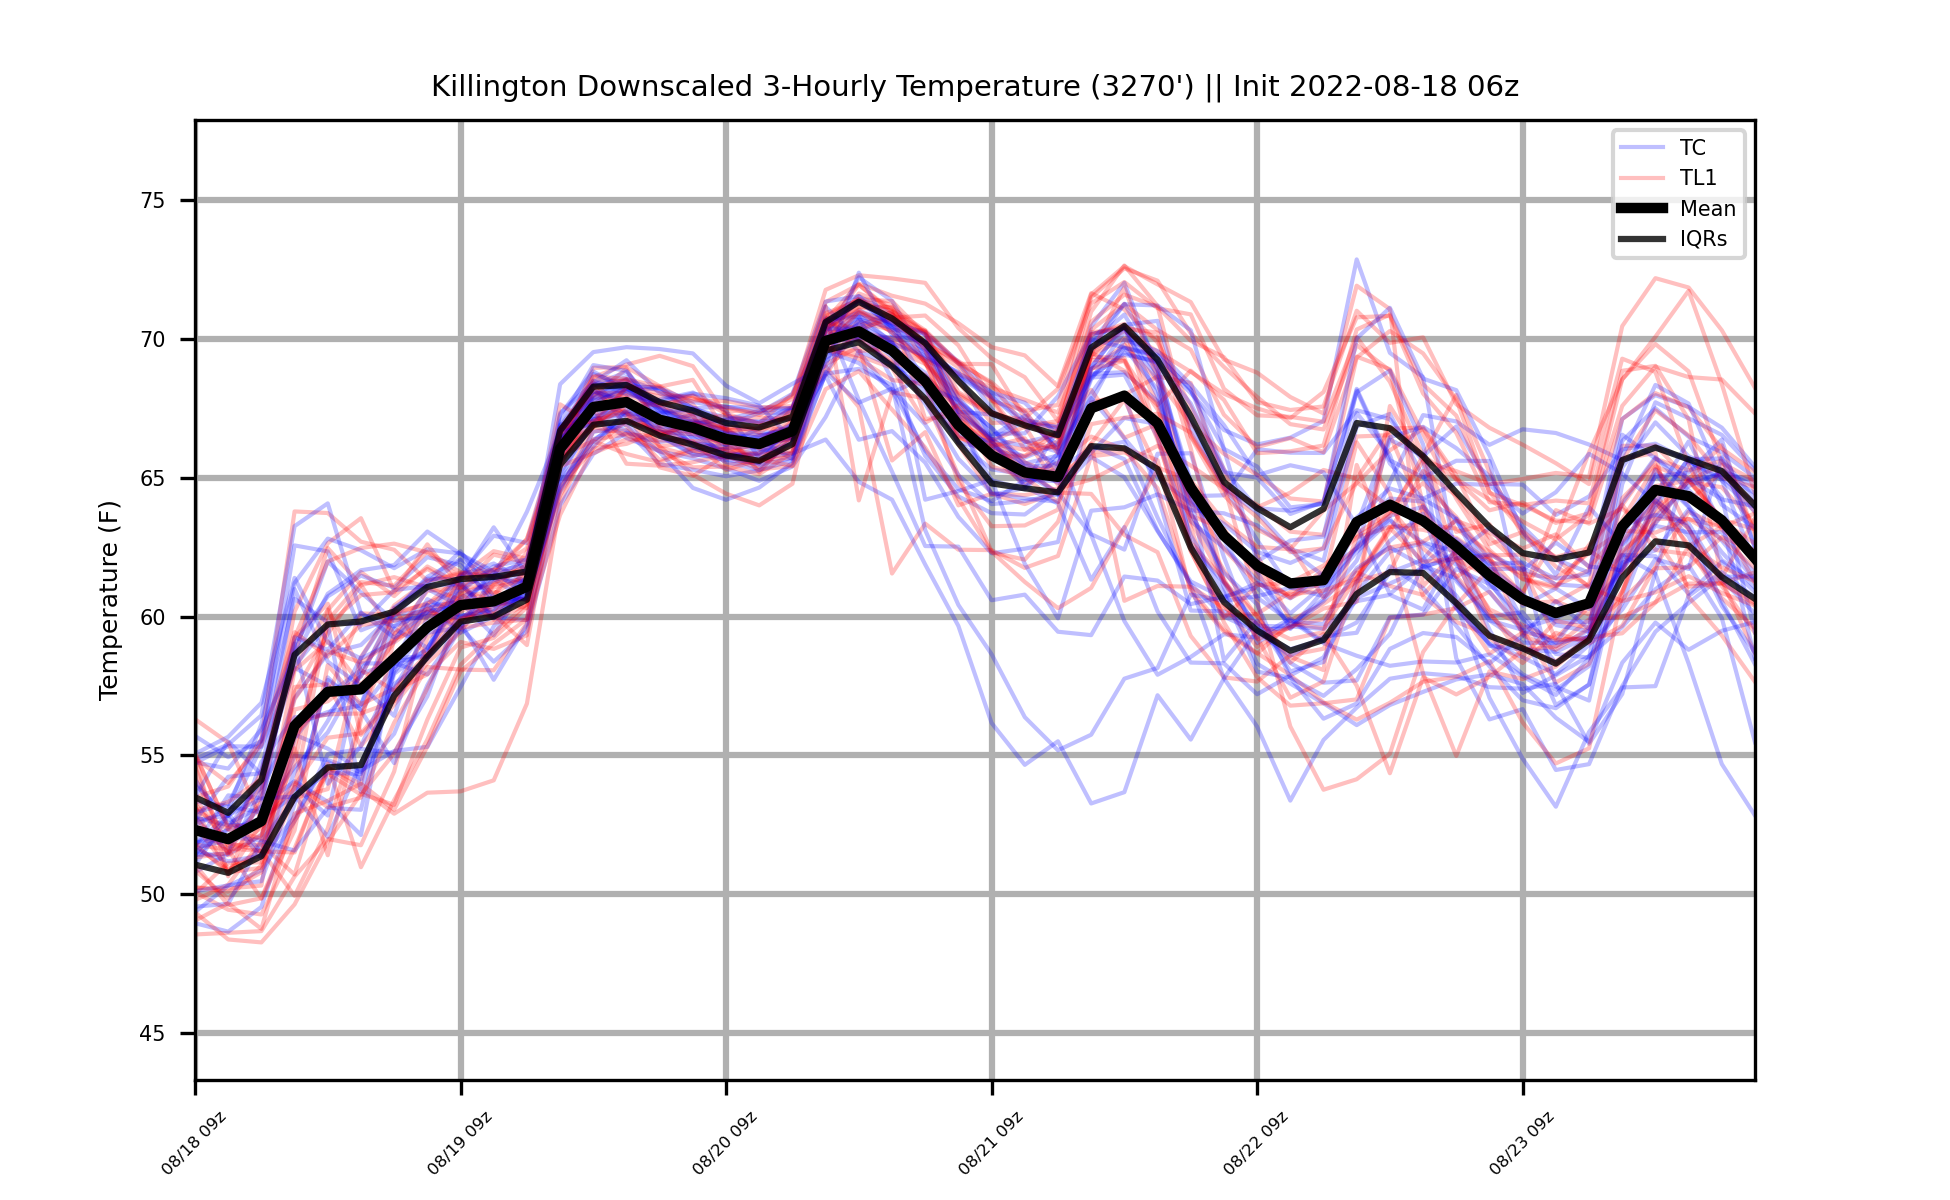 Killington Downscaled 3-Hourly Temperature (3270') || Init 2022-08-18 06z
TC
TL1
Mean
IQRs
Temperature (F)
75
70
65
60
55
50
45
08/18 09z
08/19 09z
08/20 09z
08/21 09z
08/22 09z
08/23 09z